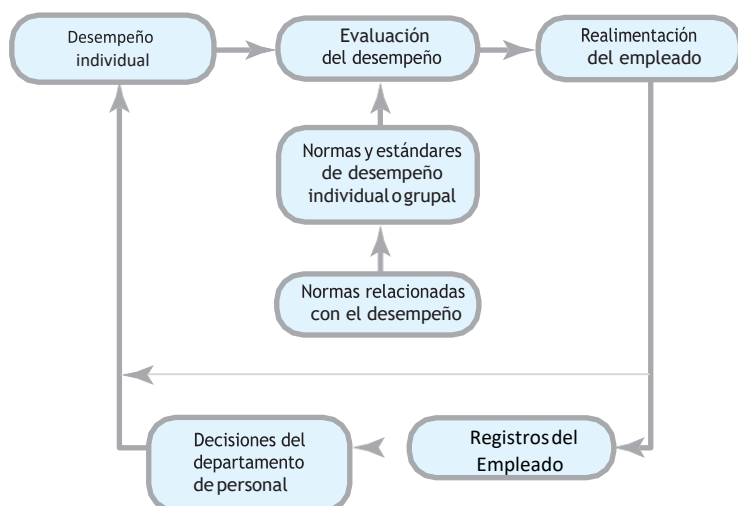 Desempeño
individual
Evaluación
del desempeño
Realimentación
del empleado
Normas y estándares
de desempeño
individual o grupal
Normas relacionadas
con el desempeño
Decisiones del
departamento
de personal
Registros del
Empleado